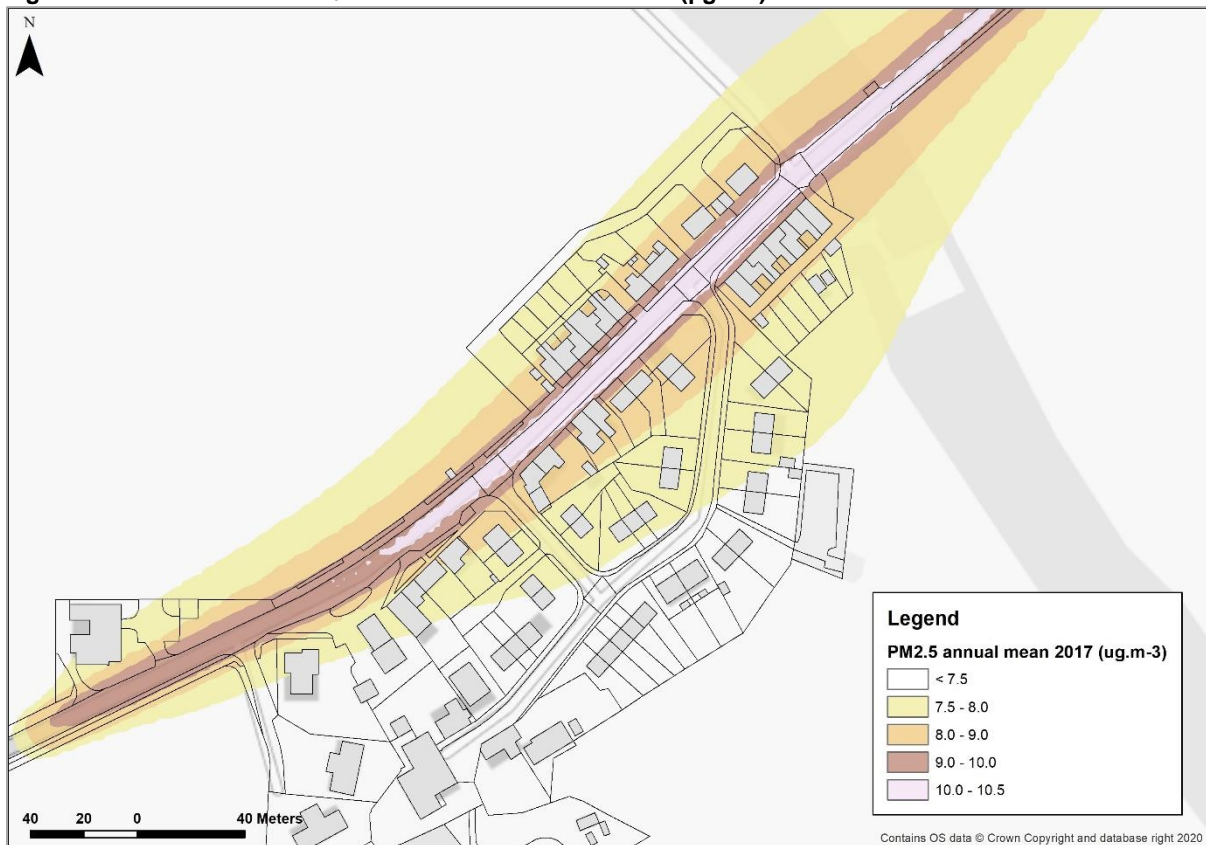 N
Legend
PM2.5 annual mean 2017 (ug.m-3)
< 7.5
7.5 - 8.0
8.0 - 9.0
9.0 - 10.0
10.0 - 10.5
40 20 0 40 Meters
Contains OS data © Crown Copyright and database right 2020